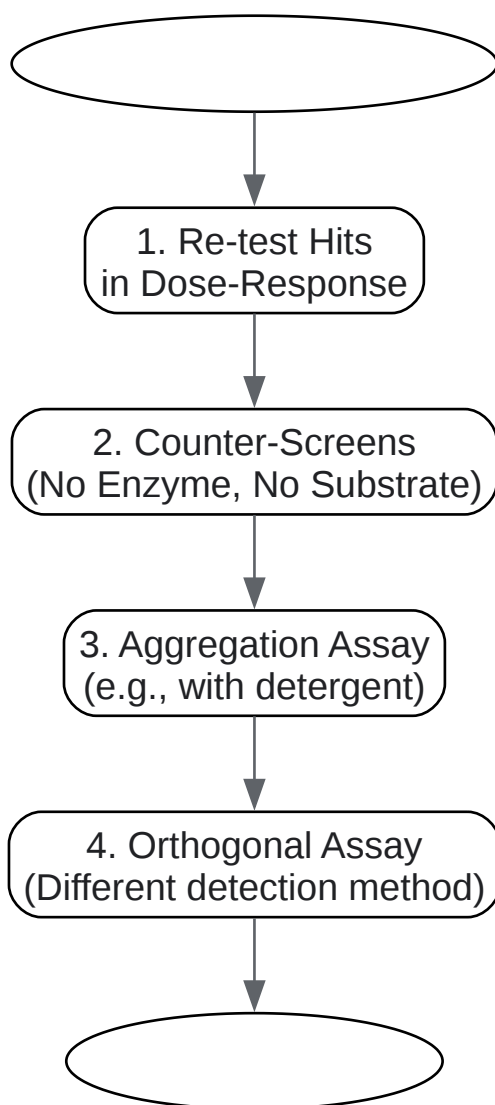 1. Re-test Hits
in Dose-Response
2. Counter-Screens
(No Enzyme, No Substrate)
3. Aggregation Assay
(e.g., with detergent)
4. Orthogonal Assay
(Different detection method)